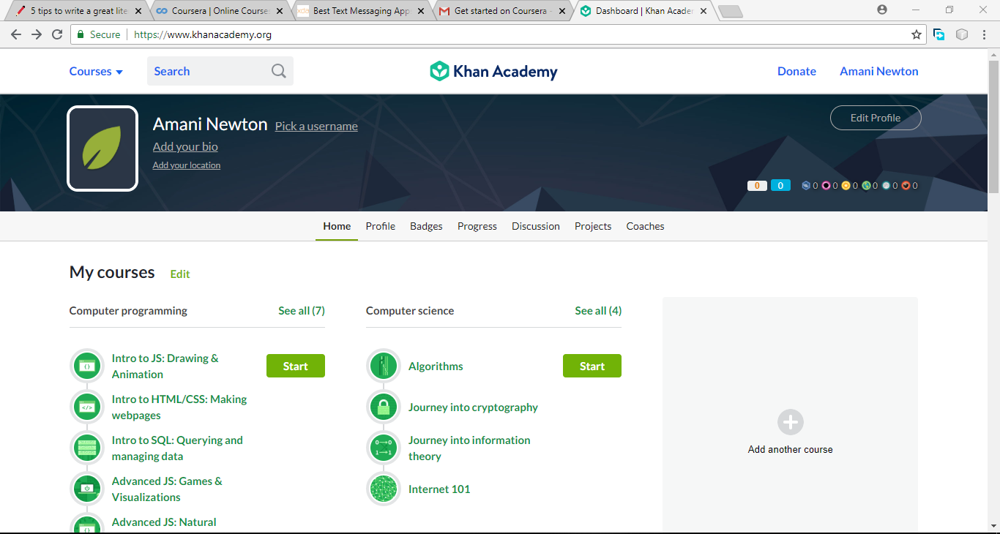 5 tips to write a great lite
Coursera | Online Course
Best Text Messaging App
Get started on Coursera -
Dashboard | Khan Acader
Secure
https://www.khanacademy.org
Courses
Search
Khan Academy
Donate
Amani Newton
Amani Newton
Pick a username
Edit Profile
Add your bio
Add your location
0 0 0 0 0 0 0 0
Home Profile Badges Progress Discussion Projects Coaches
My courses Edit
Computer programming See all (7)
Intro to JS: Drawing &
Animation
Start
Intro to HTML/CSS: Making
webpages
Intro to SQL: Querying and
managing data
Advanced JS: Games &
Visualizations
Advanced JS: Natural
Computer science See all (4)
Algorithms
Start
Journey into cryptography
Journey into information
theory
Internet 101
Add another course